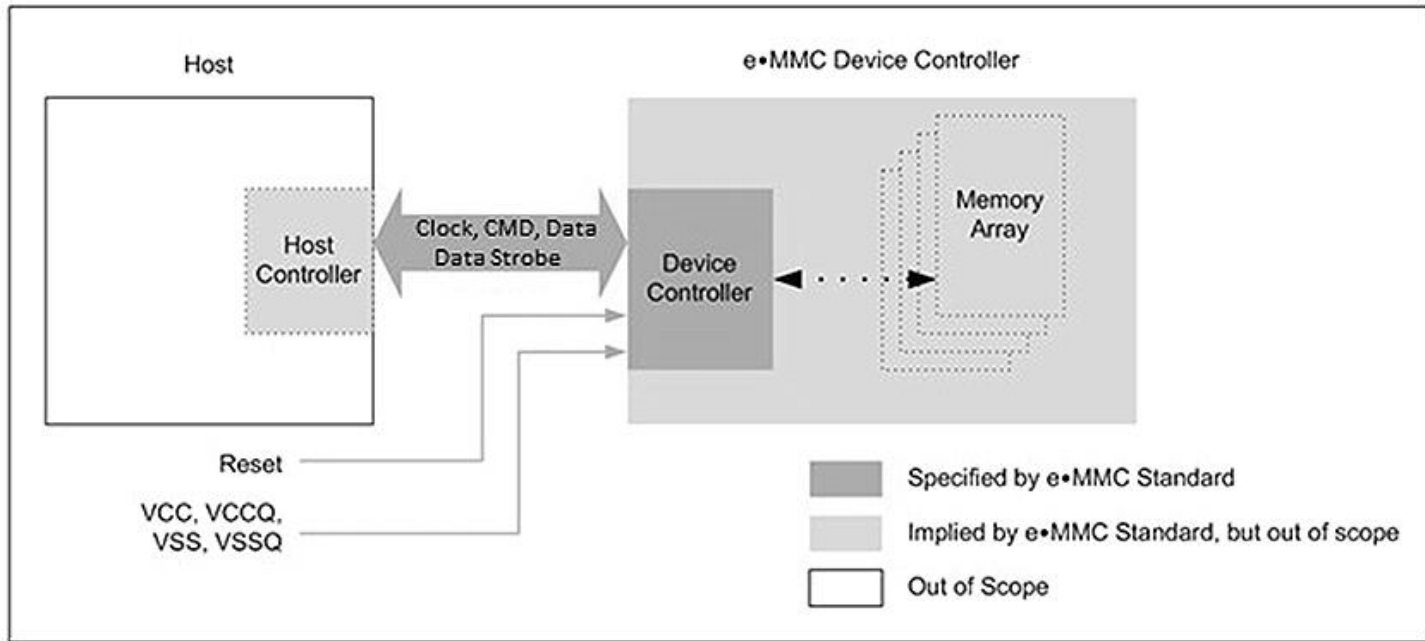 Host
e•MMC Device Controller
Host
Controller
Clock, CMD, Data
Data Strobe
Device
Controller
Memory
Array
Reset
VCC, VCCQ,
VSS, VSSQ
Specified by e•MMC Standard
Implied by e•MMC Standard, but out of scope
Out of Scope